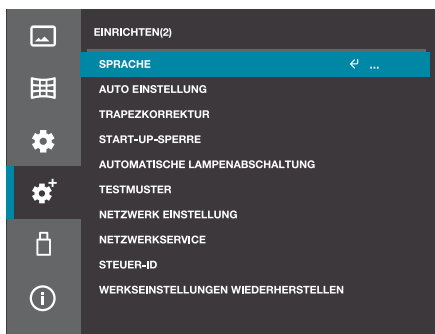 EINRICHTEN(2)
SPRACHE ...
AUTO EINSTELLUNG
TRAPEZKORREKTUR
START-UP-SPERRE
AUTOMATISCHE LAMPENABSCHALTUNG
TESTMUSTER
NETZWERK EINSTELLUNG
NETZWERKSERVICE
STEUER-ID
WERKSEINSTELLUNGEN WIEDERHERSTELLEN